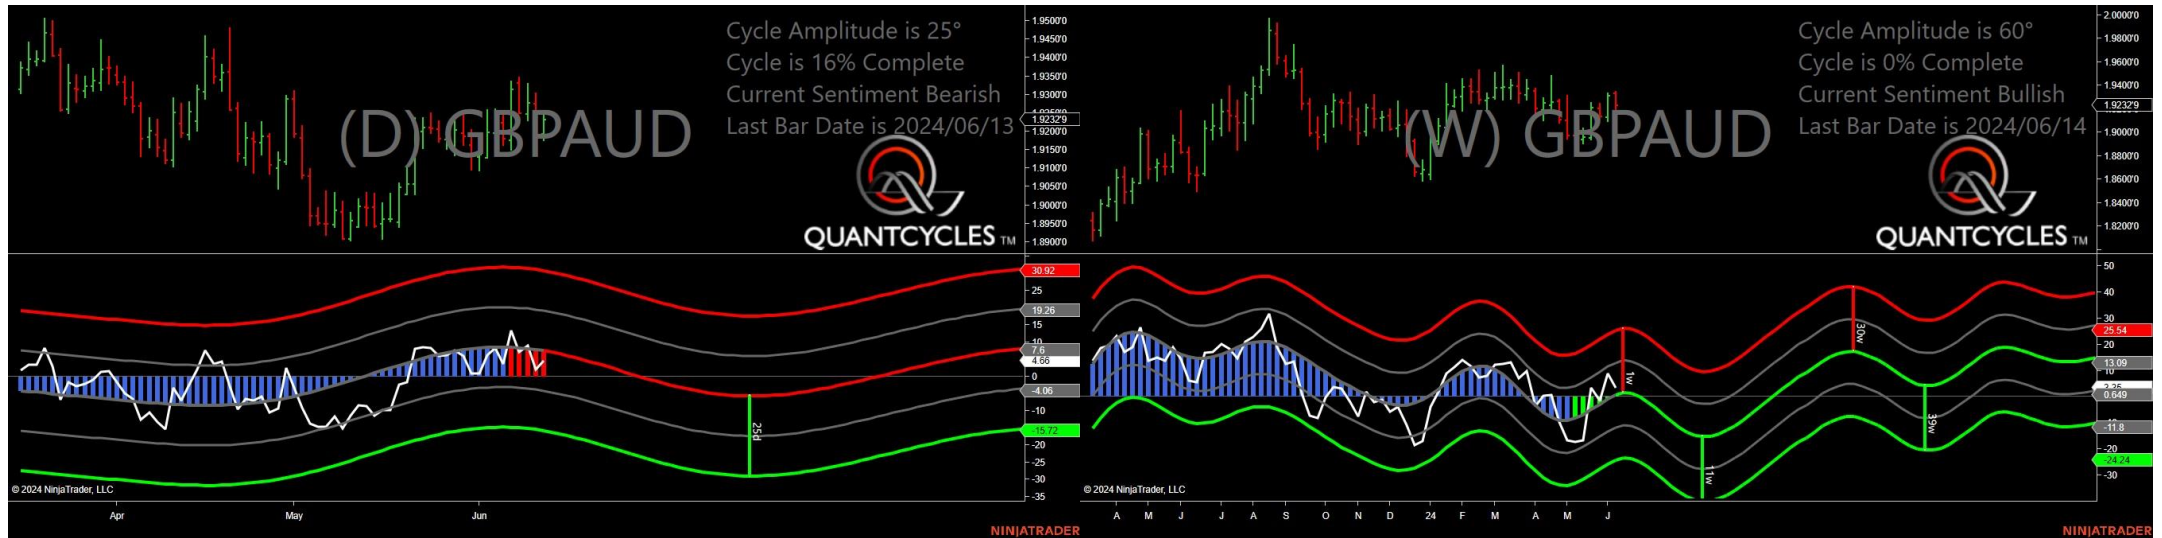 Cycle Amplitude is 25°
Cycle is 16% Complete
Current Sentiment Bearish
Last Bar Date is 2024/06/13
(D) GBPAUD
QUANTCYCLES TM
1.9500'0
1.9450'0
1.9400'0
1.9350'0
1.9300'0
1.9250'0
1.92329
1.9200'0
1.9150'0
1.9100'0
1.9050'0
1.9000'0
1.8950'0
1.8900'0
30.92
25
19.26
15
10
7.6
4.66
0
-4.06
-10
-15.72
-20
-25
-30
-35
25d
© 2024 NinjaTrader, LLC
Apr
May
Jun
NINJATRADER
Cycle Amplitude is 60°
Cycle is 0% Complete
Current Sentiment Bullish
Last Bar Date is 2024/06/14
(W) GBPAUD
QUANTCYCLES TM
2.0000'0
1.9800'0
1.9600'0
1.9400'0
1.92329
1.9000'0
1.8800'0
1.8600'0
1.8400'0
1.8200'0
50
40
30
25.54
20
13.09
10
0.649
-11.8
-20
-24.24
-30
1w
11w
30w
39w
© 2024 NinjaTrader, LLC
A M J J A S O N D 24 F M A M J
NINJATRADER